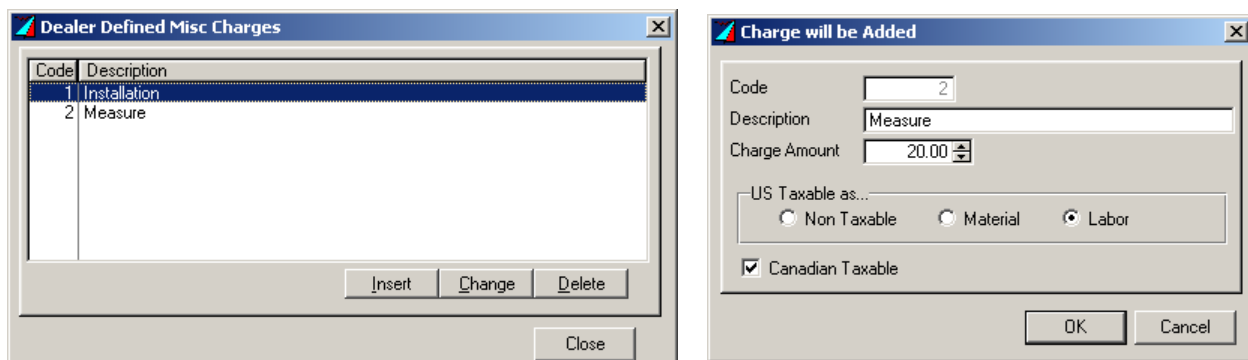 Dealer Defined Misc Charges
Code Description
1 Installation
2 Measure
Insert Change Delete
Close
Charge will be Added
Code 2
Description Measure
Charge Amount 20.00
US Taxable as...
Non Taxable Material Labor
Canadian Taxable
OK Cancel